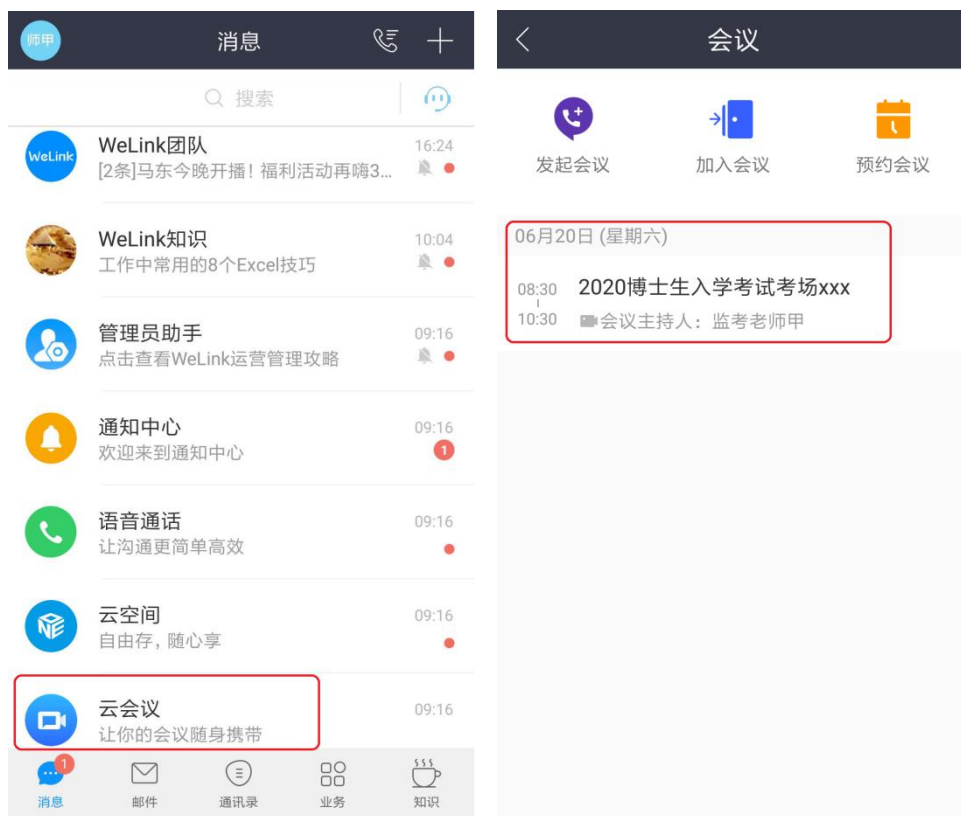 师甲
消息
搜索
WeLink
WeLink团队
16:24
[2条]马东今晚开播！福利活动再嗨3...
WeLink知识
10:04
工作中常用的8个Excel技巧
管理员助手
09:16
点击查看WeLink运营管理攻略
通知中心
09:16
欢迎来到通知中心
1
语音通话
09:16
让沟通更简单高效
云空间
09:16
自由存，随心享
云会议
09:16
让你的会议随身携带
1
消息
邮件
通讯录
业务
知识
会议
发起会议
加入会议
预约会议
06月20日 (星期六)
08:30
2020博士生入学考试考场xxx
10:30
会议主持人：监考老师甲